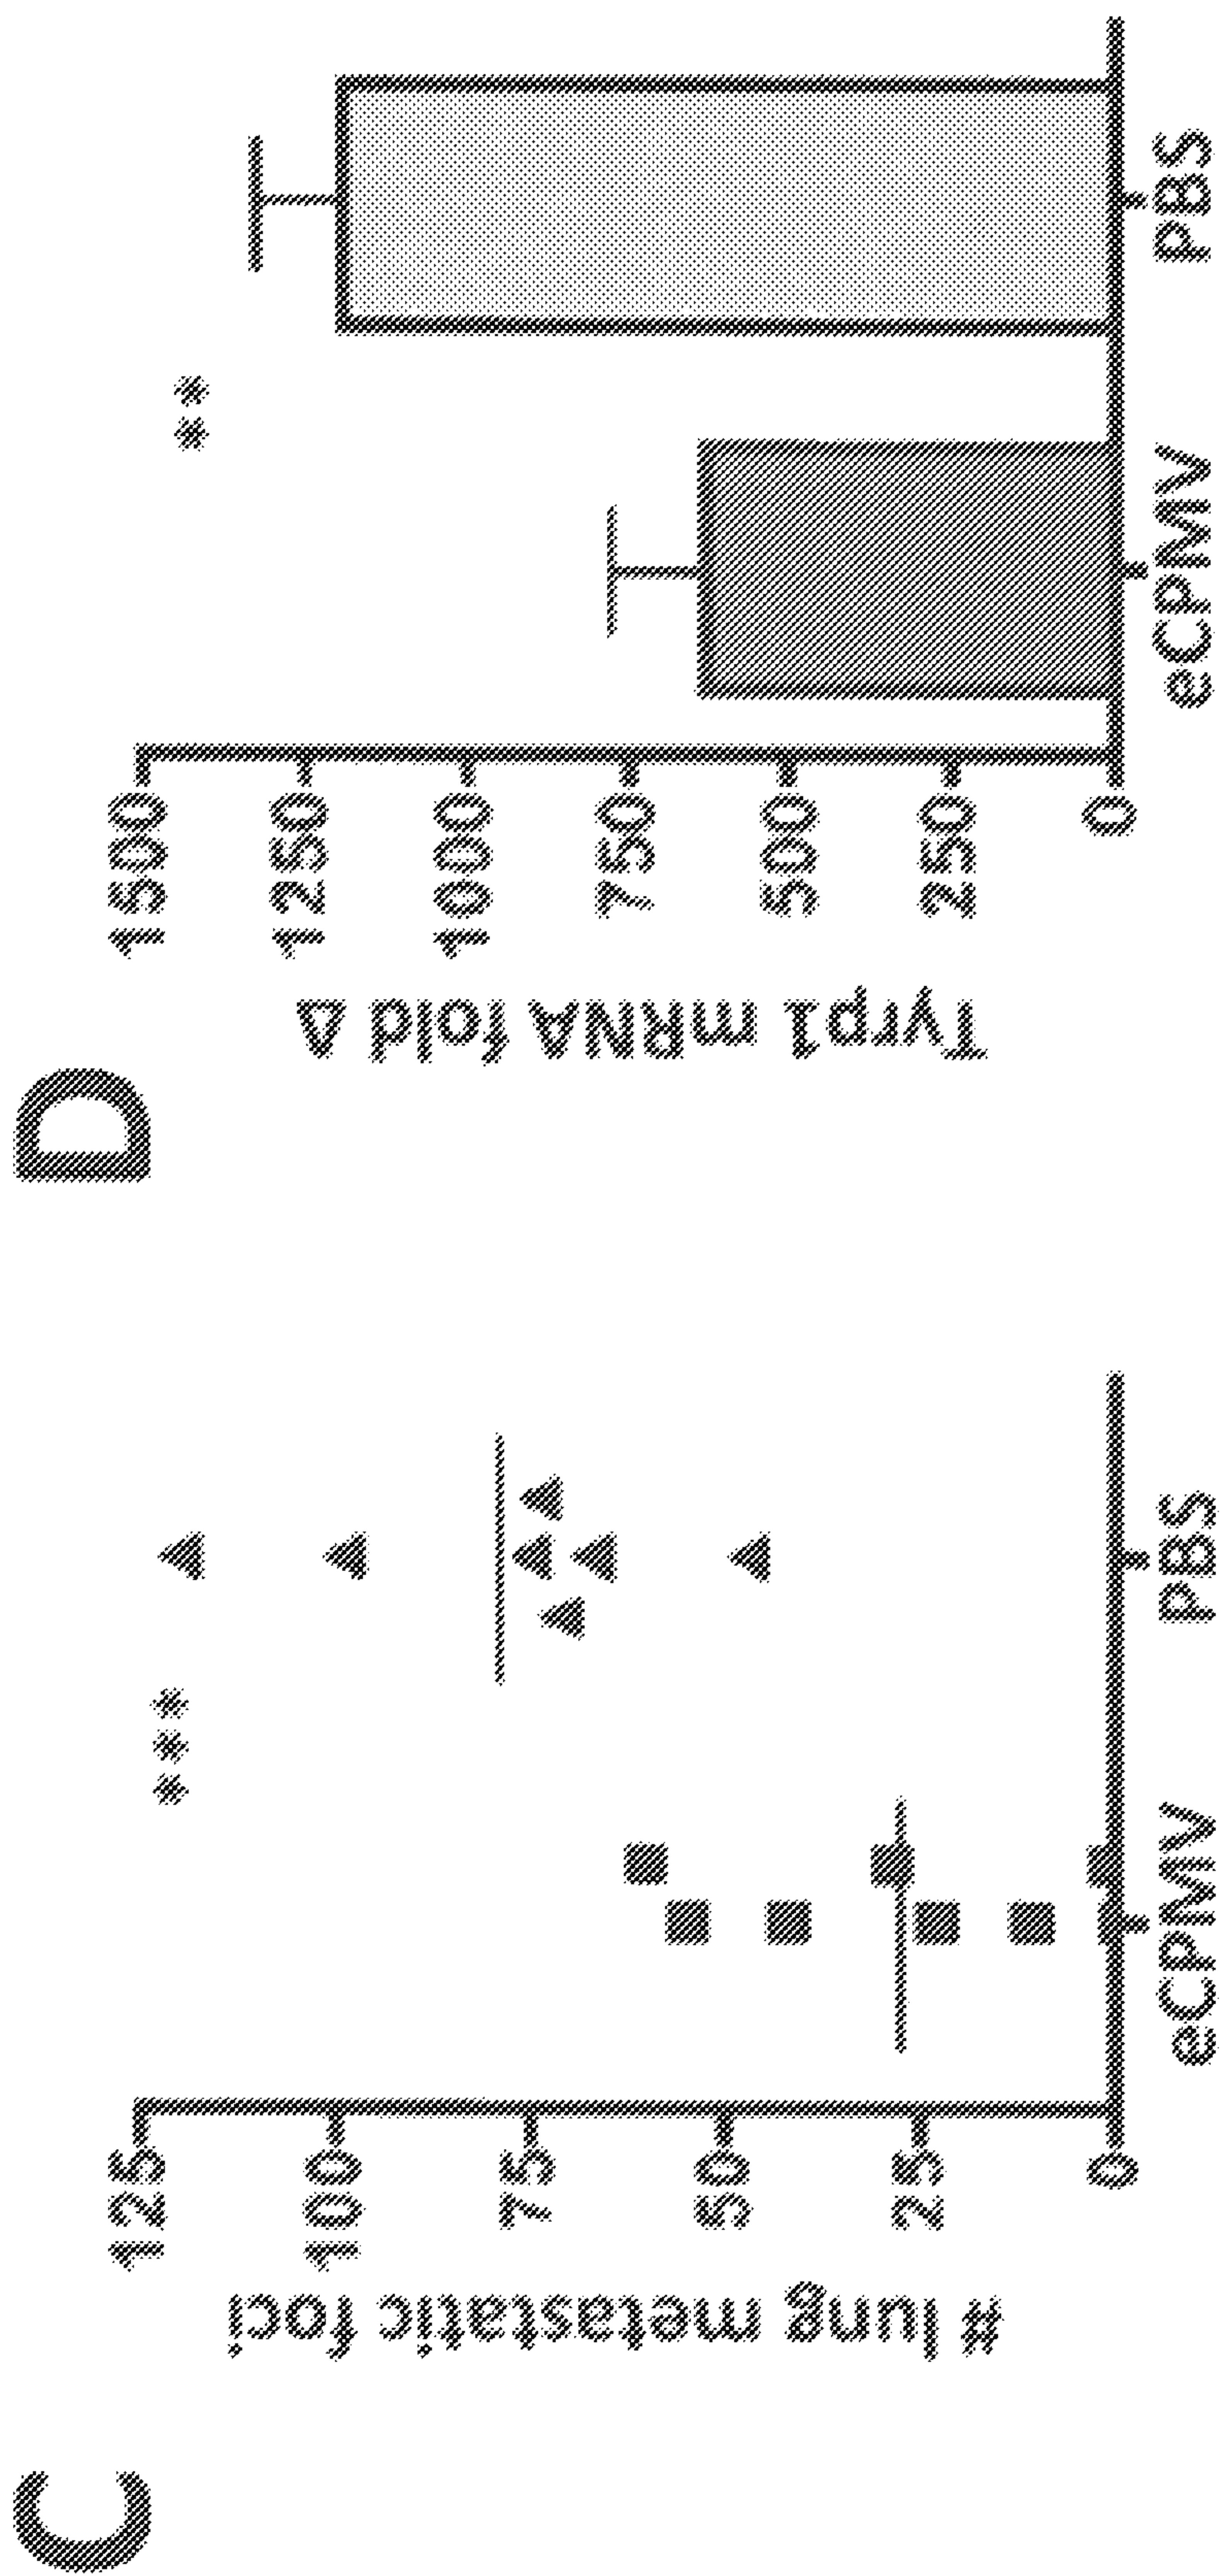 C
# lung metastatic foci
125
100
75
50
25
0
***
eCPMV
PBS
D
Tyrp1 mRNA fold Δ
1500
1250
1000
750
500
250
0
**
eCPMV
PBS